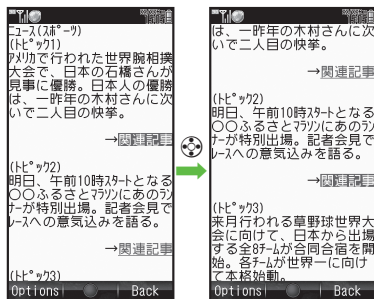 ﾆｭｰｽ(ｽﾎﾟｰﾂ)
(ﾄﾋﾟｯｸ1)
ｱﾒﾘｶで行われた世界腕相撲
大会で、日本の石橋さんが
見事に優勝。日本人の優勝
は、一昨年の木村さんに次
いで二人目の快挙。
→関連記事
(ﾄﾋﾟｯｸ2)
明日、午前10時ｽﾀｰﾄとなる
○○ふるさとﾏﾗｿﾝにあのﾗﾝ
ﾅｰが特別出場。記者会見で
ﾚｰｽへの意気込みを語る。
→関連記事
(ﾄﾋﾟｯｸ3)
Options
Back
は、一昨年の木村さんに次
いで二人目の快挙。
→関連記事
(ﾄﾋﾟｯｸ2)
明日、午前10時ｽﾀｰﾄとなる
○○ふるさとﾏﾗｿﾝにあのﾗﾝ
ﾅｰが特別出場。記者会見で
ﾚｰｽへの意気込みを語る。
→関連記事
(ﾄﾋﾟｯｸ3)
来月行われる草野球世界大
会に向けて、日本から出場
する全8ﾁｰﾑが合同合宿を開
始。各ﾁｰﾑが世界一に向け
て本格始動。
Options
Back